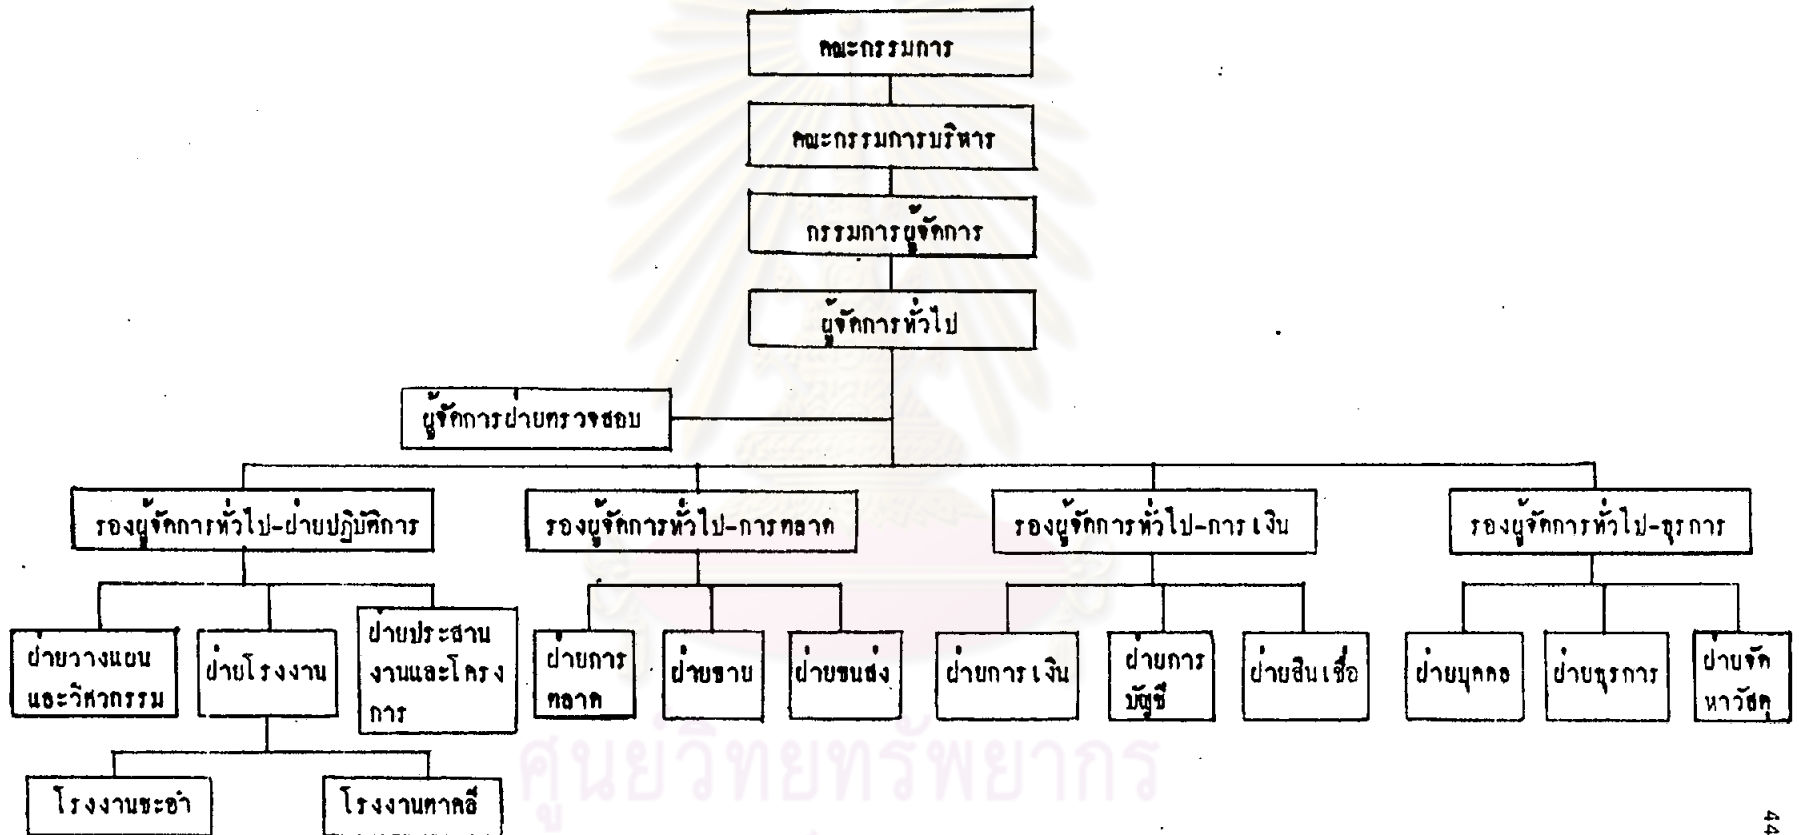 คณะกรรมการ
คณะกรรมการบริหาร
กรรมการผู้จัดการ
ผู้จัดการทั่วไป
ผู้จัดการฝ่ายตรวจสอบ
รองผู้จัดการทั่วไป-ฝ่ายปฏิบัติการ
รองผู้จัดการทั่วไป-การตลาด
รองผู้จัดการทั่วไป-การเงิน
รองผู้จัดการทั่วไป-ธุรการ
ฝ่ายวางแผน
และวิศวกรรม
ฝ่ายโรงงาน
ฝ่ายประสาน
งานและโครง
การ
ฝ่ายการ
ตลาด
ฝ่ายขาย
ฝ่ายขนส่ง
ฝ่ายการเงิน
ฝ่ายการ
บัญชี
ฝ่ายสินเชื่อ
ฝ่ายบุคคล
ฝ่ายธุรการ
ฝ่ายจัด
หาวัสดุ
โรงงานชะอำ
โรงงานตาคลี
ศูนย์วิทยทรัพยากร
44